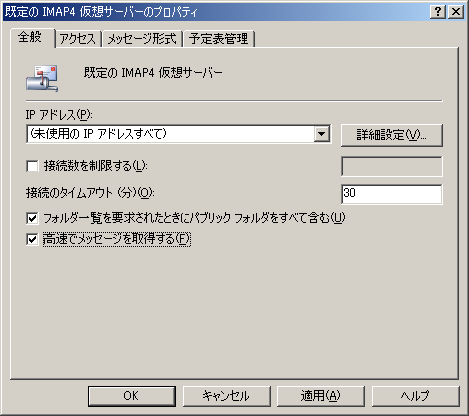 既定の IMAP4 仮想サーバーのプロパティ
全般 アクセス メッセージ形式 予定表管理
既定の IMAP4 仮想サーバー
IP アドレス(P):
(未使用の IP アドレスすべて) 詳細設定(V)...
接続数を制限する(L):
接続のタイムアウト (分)(O): 30
フォルダ一覧を要求されたときにパブリック フォルダをすべて含む(U)
高速でメッセージを取得する(F)
OK キャンセル 適用(A) ヘルプ